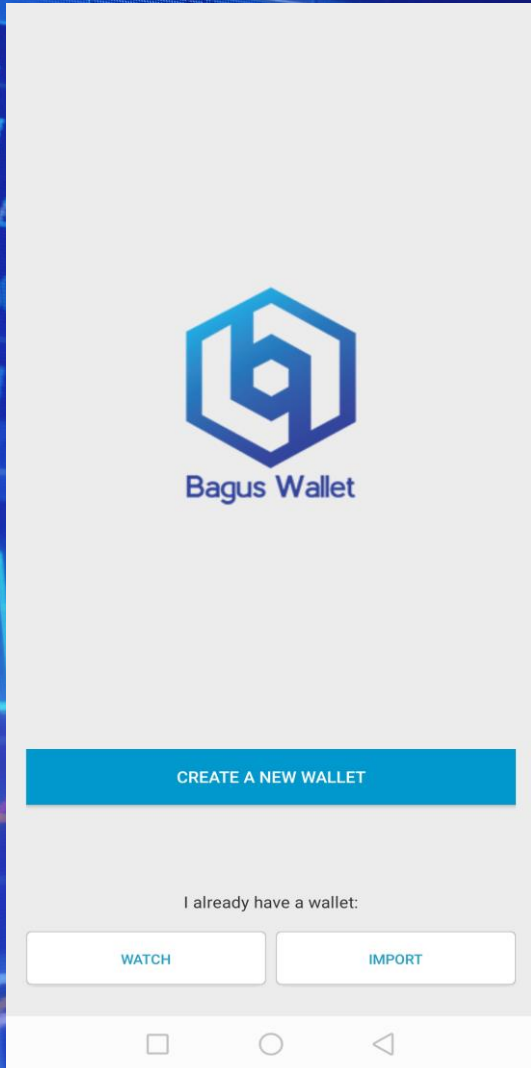 Bagus Wallet
CREATE A NEW WALLET
I already have a wallet:
WATCH
IMPORT